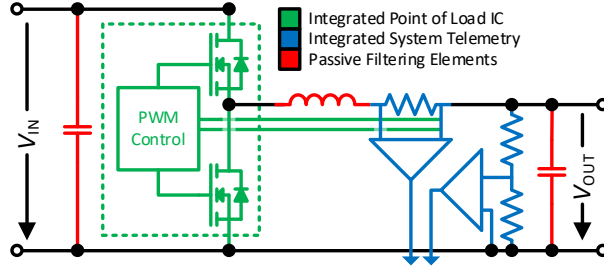 Integrated Point of Load IC
Integrated System Telemetry
Passive Filtering Elements
VIN
PWM
Control
VOUT